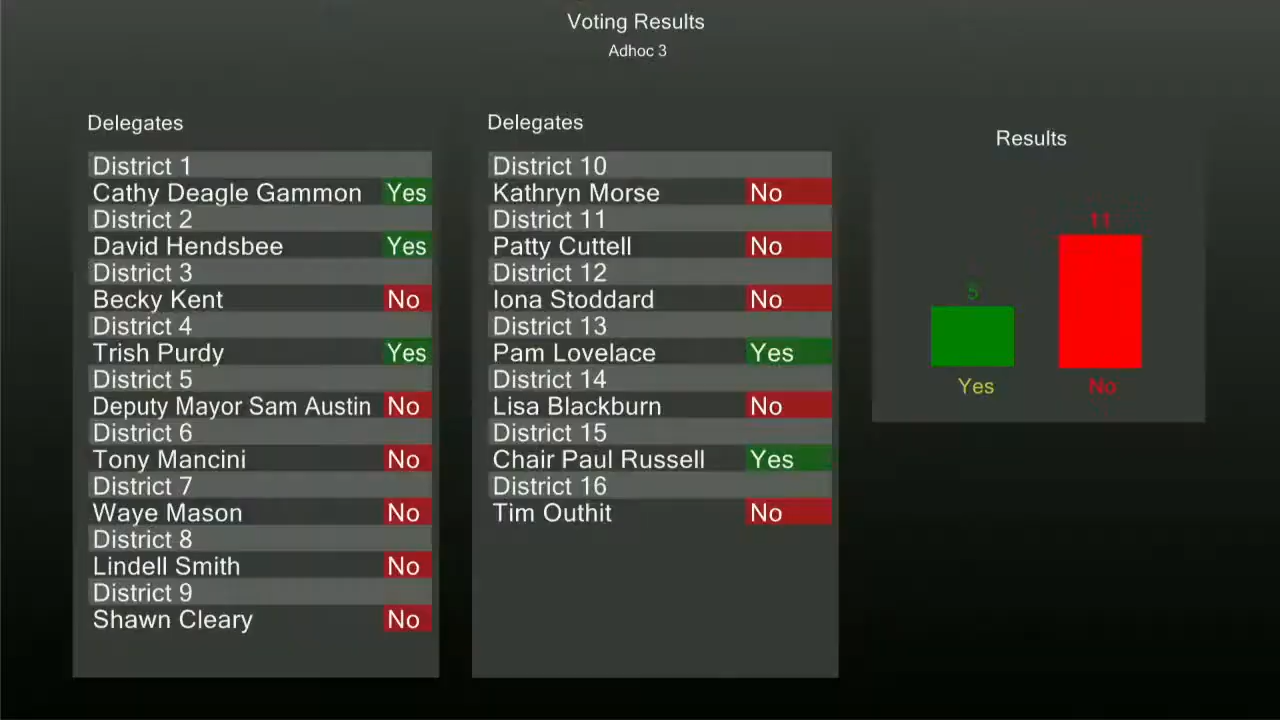 Voting Results
Adhoc 3
Delegates
District 1
Cathy Deagle Gammon Yes
District 2
David Hendsbee Yes
District 3
Becky Kent No
District 4
Trish Purdy Yes
District 5
Deputy Mayor Sam Austin No
District 6
Tony Mancini No
District 7
Waye Mason No
District 8
Lindell Smith No
District 9
Shawn Cleary No
Delegates
District 10
Kathryn Morse No
District 11
Patty Cuttell No
District 12
Iona Stoddard No
District 13
Pam Lovelace Yes
District 14
Lisa Blackburn No
District 15
Chair Paul Russell Yes
District 16
Tim Outhit No
Results
11
5
Yes No